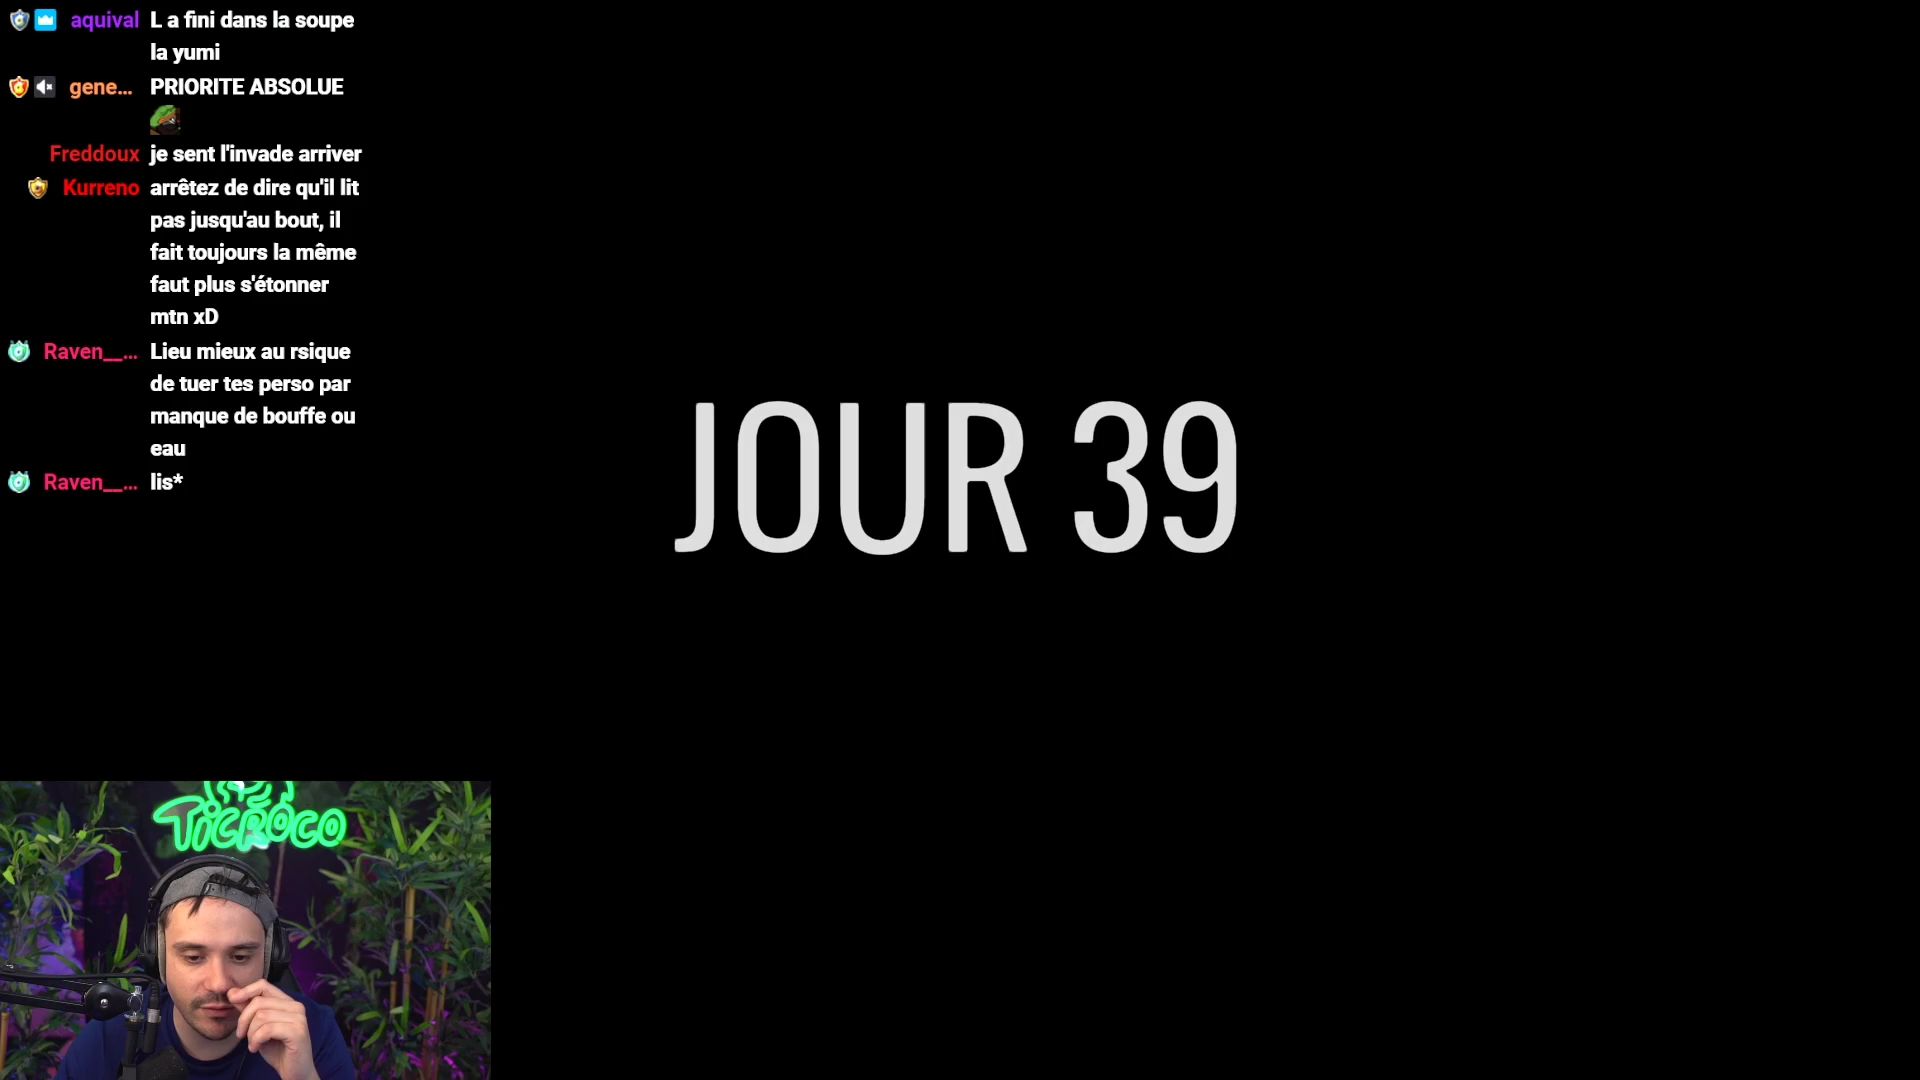 aquival L a fini dans la soupe
la yumi
gene... PRIORITE ABSOLUE
Freddoux je sent l'invade arriver
Kurreno arrêtez de dire qu'il lit
pas jusqu'au bout, il
fait toujours la même
faut plus s'étonner
mtn xD
Raven__... Lieu mieux au rsique
de tuer tes perso par
manque de bouffe ou
eau
Raven__... lis*
JOUR 39
TiCROCO